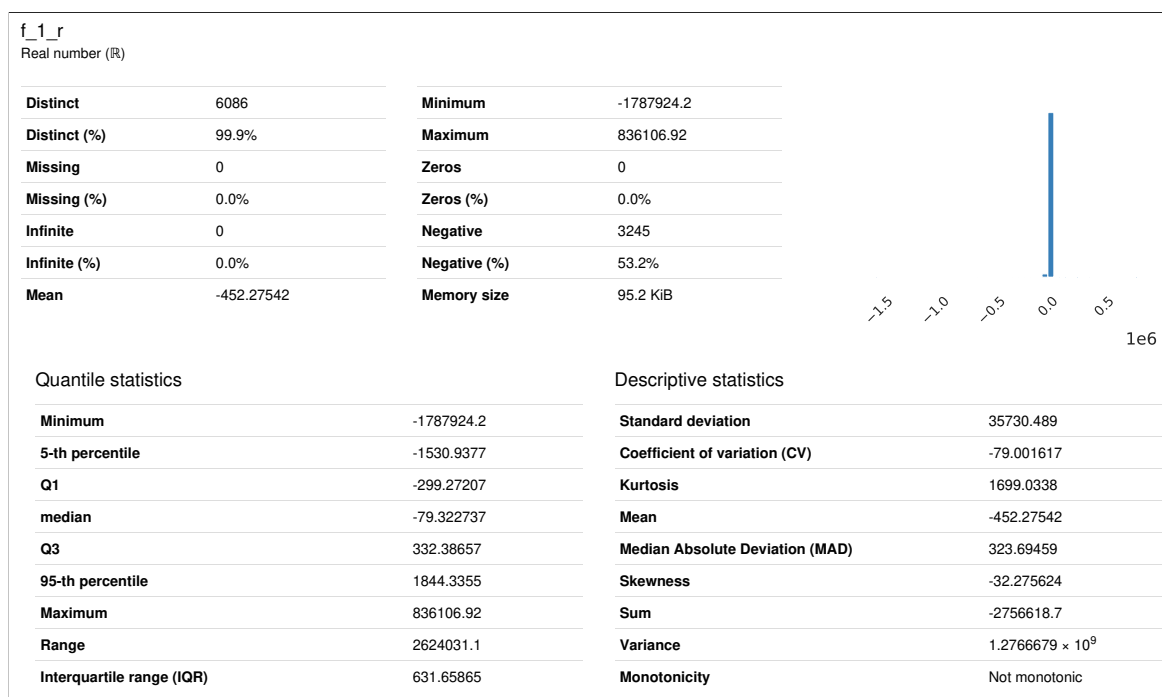 f_1_r
Real number (ℝ)
Distinct 6086
Distinct (%) 99.9%
Missing 0
Missing (%) 0.0%
Infinite 0
Infinite (%) 0.0%
Mean -452.27542
Minimum -1787924.2
Maximum 836106.92
Zeros 0
Zeros (%) 0.0%
Negative 3245
Negative (%) 53.2%
Memory size 95.2 KiB
−1.5 −1.0 −0.5 0.0 0.5
1e6
Quantile statistics
Minimum -1787924.2
5-th percentile -1530.9377
Q1 -299.27207
median -79.322737
Q3 332.38657
95-th percentile 1844.3355
Maximum 836106.92
Range 2624031.1
Interquartile range (IQR) 631.65865
Descriptive statistics
Standard deviation 35730.489
Coefficient of variation (CV) -79.001617
Kurtosis 1699.0338
Mean -452.27542
Median Absolute Deviation (MAD) 323.69459
Skewness -32.275624
Sum -2756618.7
Variance 1.2766679 × 10⁹
Monotonicity Not monotonic